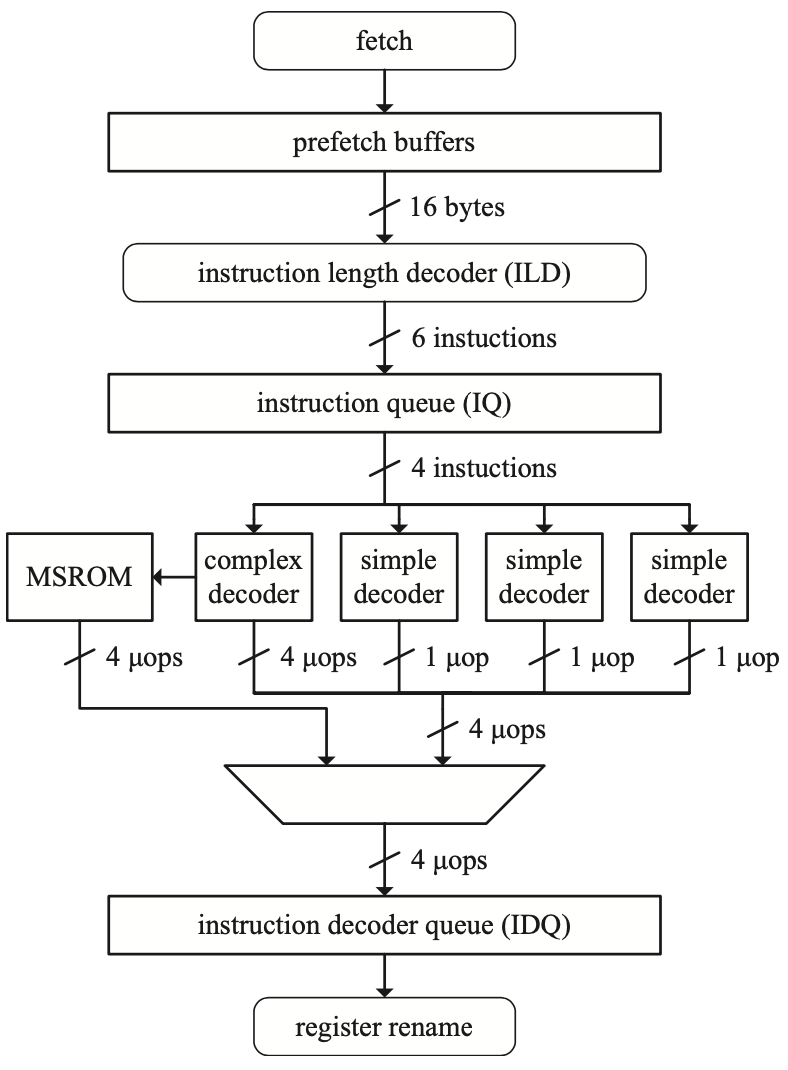 fetch
prefetch buffers
16 bytes
instruction length decoder (ILD)
6 instuctions
instruction queue (IQ)
4 instuctions
MSROM
complex
decoder
simple
decoder
simple
decoder
simple
decoder
4 μops
4 μops
1 μop
1 μop
1 μop
4 μops
4 μops
instruction decoder queue (IDQ)
register rename